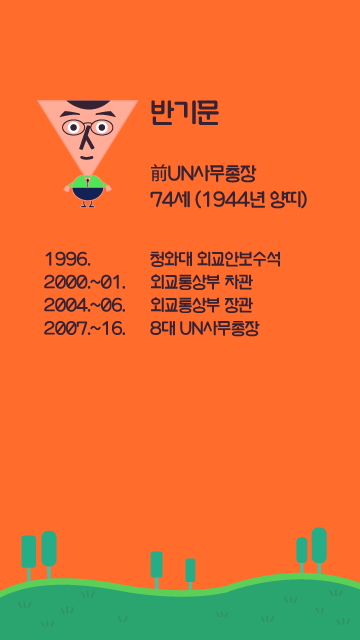 반기문
前UN사무총장
74세 (1944년 양띠)
1996. 청와대 외교안보수석
2000.~01. 외교통상부 차관
2004.~06. 외교통상부 장관
2007.~16. 8대 UN사무총장